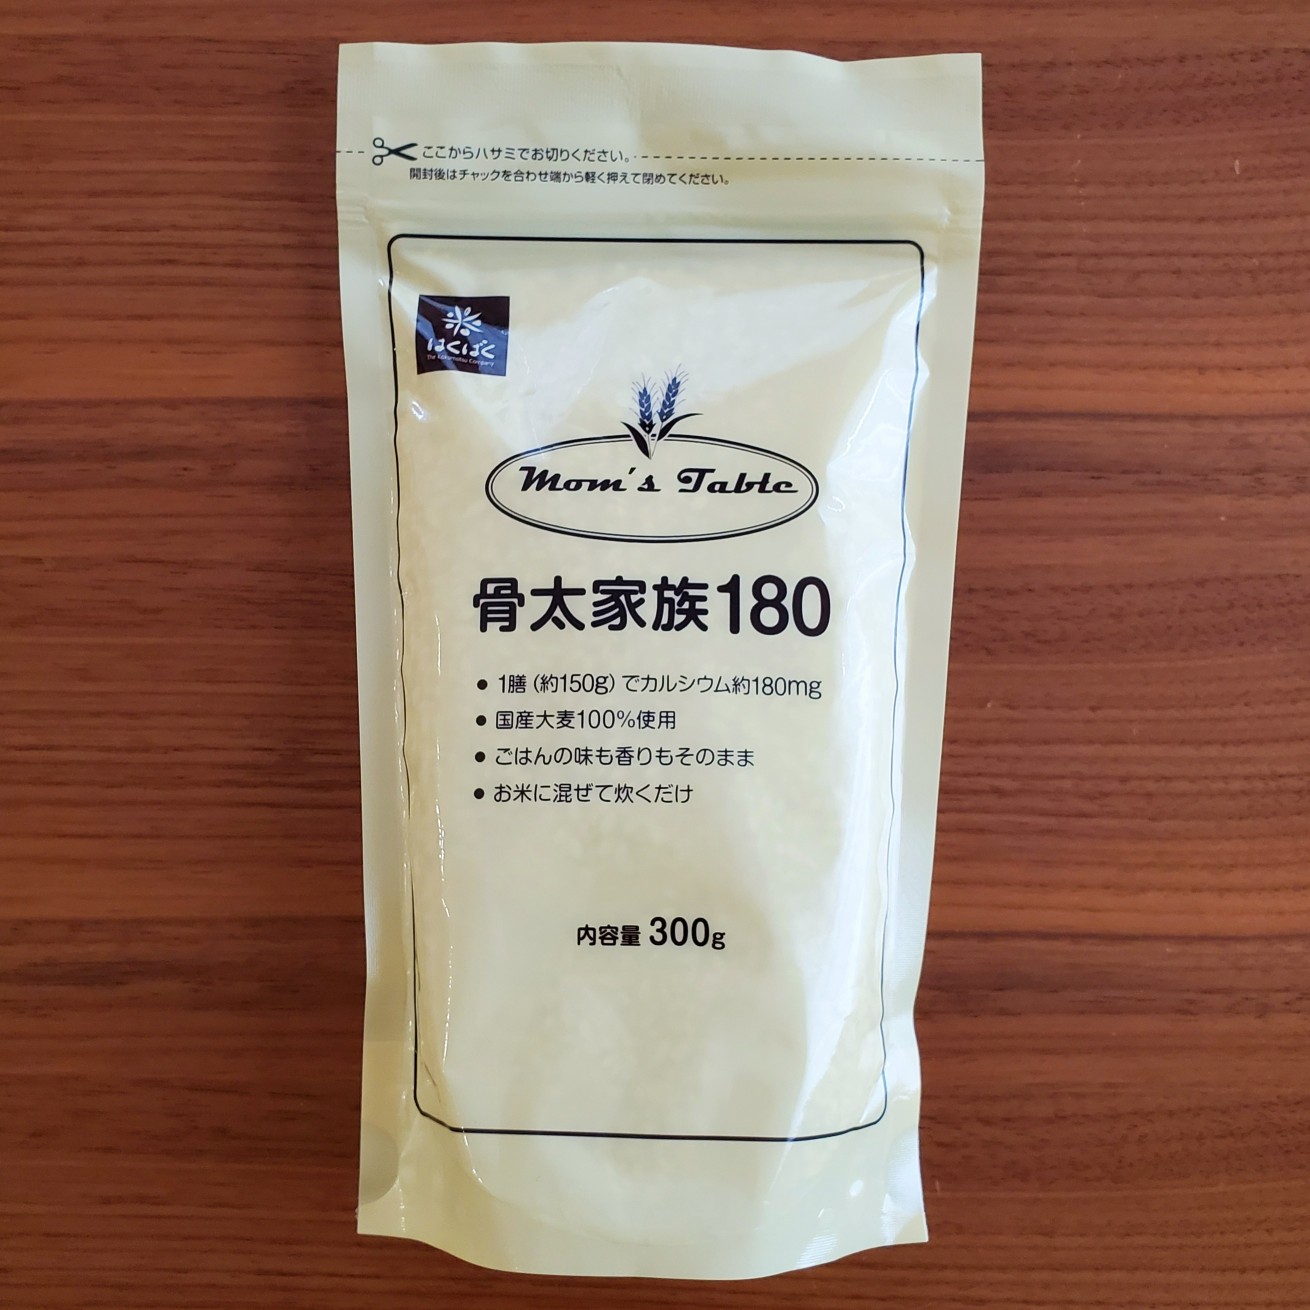 ここからハサミでお切りください。
開封後はチャックを合わせ端から軽く押えて閉めてください。
はくばく
The Kokumotsu Company
Mom's Table
骨太家族180
● 1膳（約150g）でカルシウム約180mg
● 国産大麦100%使用
● ごはんの味も香りもそのまま
● お米に混ぜて炊くだけ
内容量 300g